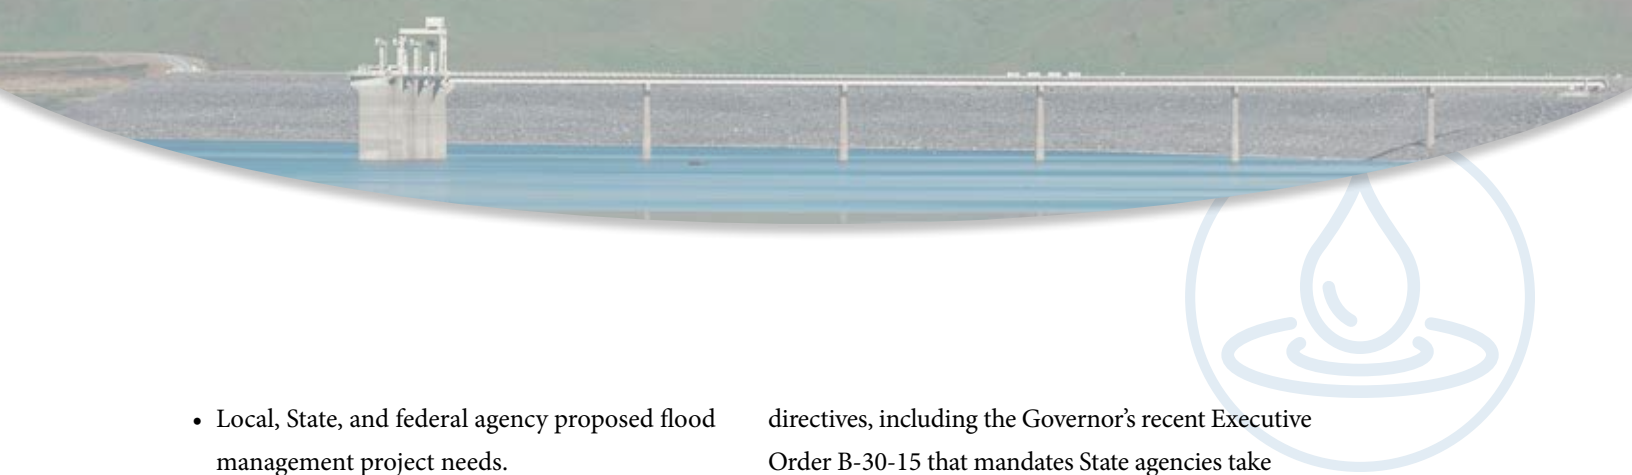 • Local, State, and federal agency proposed flood
management project needs.
directives, including the Governor’s recent Executive
Order B-30-15 that mandates State agencies take